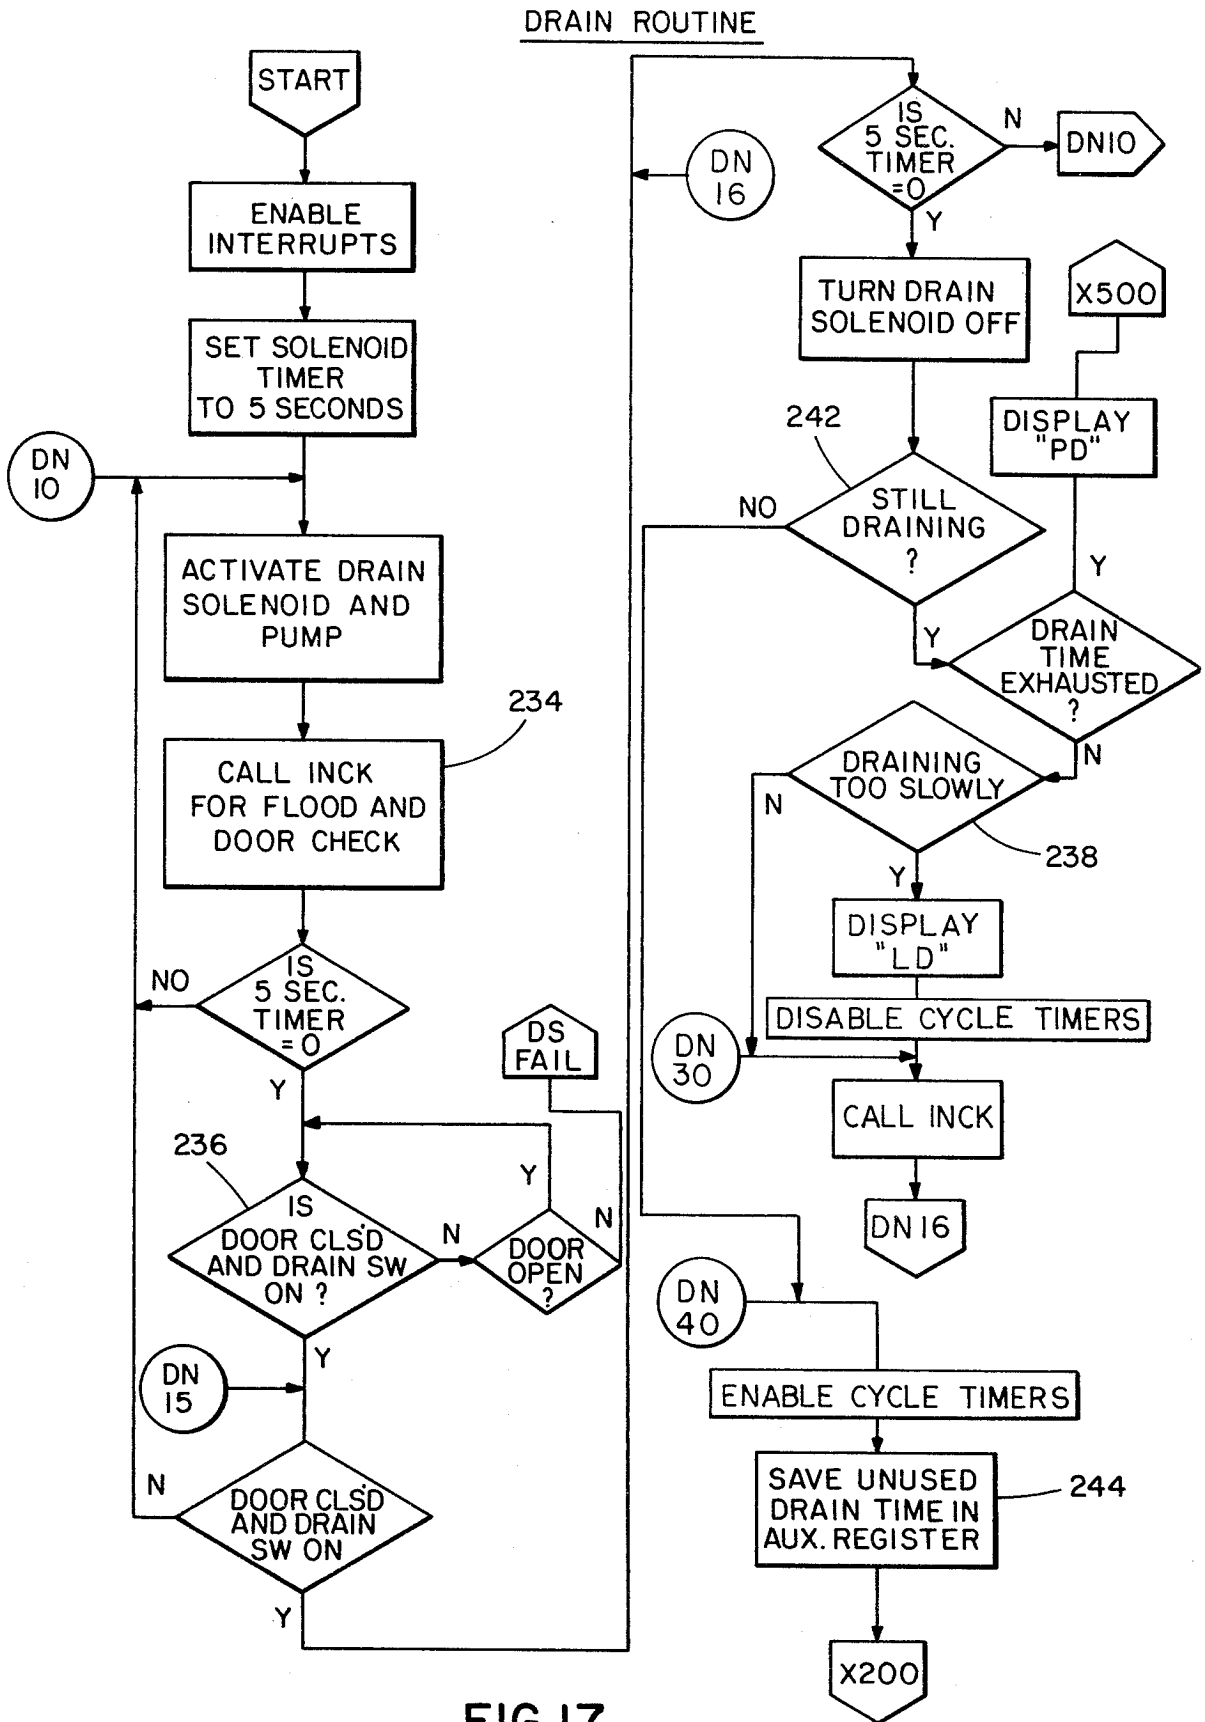 DRAIN ROUTINE
START
ENABLE
INTERRUPTS
SET SOLENOID
TIMER
TO 5 SECONDS
DN
10
ACTIVATE DRAIN
SOLENOID AND
PUMP
234
CALL INCK
FOR FLOOD AND
DOOR CHECK
IS
5 SEC.
TIMER
=0
NO
Y
DS
FAIL
236
IS
DOOR CLS'D
AND DRAIN SW
ON ?
N
Y
DOOR
OPEN
?
Y
N
DN
15
DOOR CLS'D
AND DRAIN
SW ON
N
Y
DN
16
IS
5 SEC.
TIMER
=0
N
DN10
Y
TURN DRAIN
SOLENOID OFF
X500
DISPLAY
"PD"
242
STILL
DRAINING
?
NO
Y
Y
DRAIN
TIME
EXHAUSTED
?
N
DRAINING
TOO SLOWLY
N
238
Y
DISPLAY
"LD"
DISABLE CYCLE TIMERS
DN
30
CALL INCK
DN16
DN
40
ENABLE CYCLE TIMERS
SAVE UNUSED
DRAIN TIME IN
AUX. REGISTER
244
X200
FIG. 17